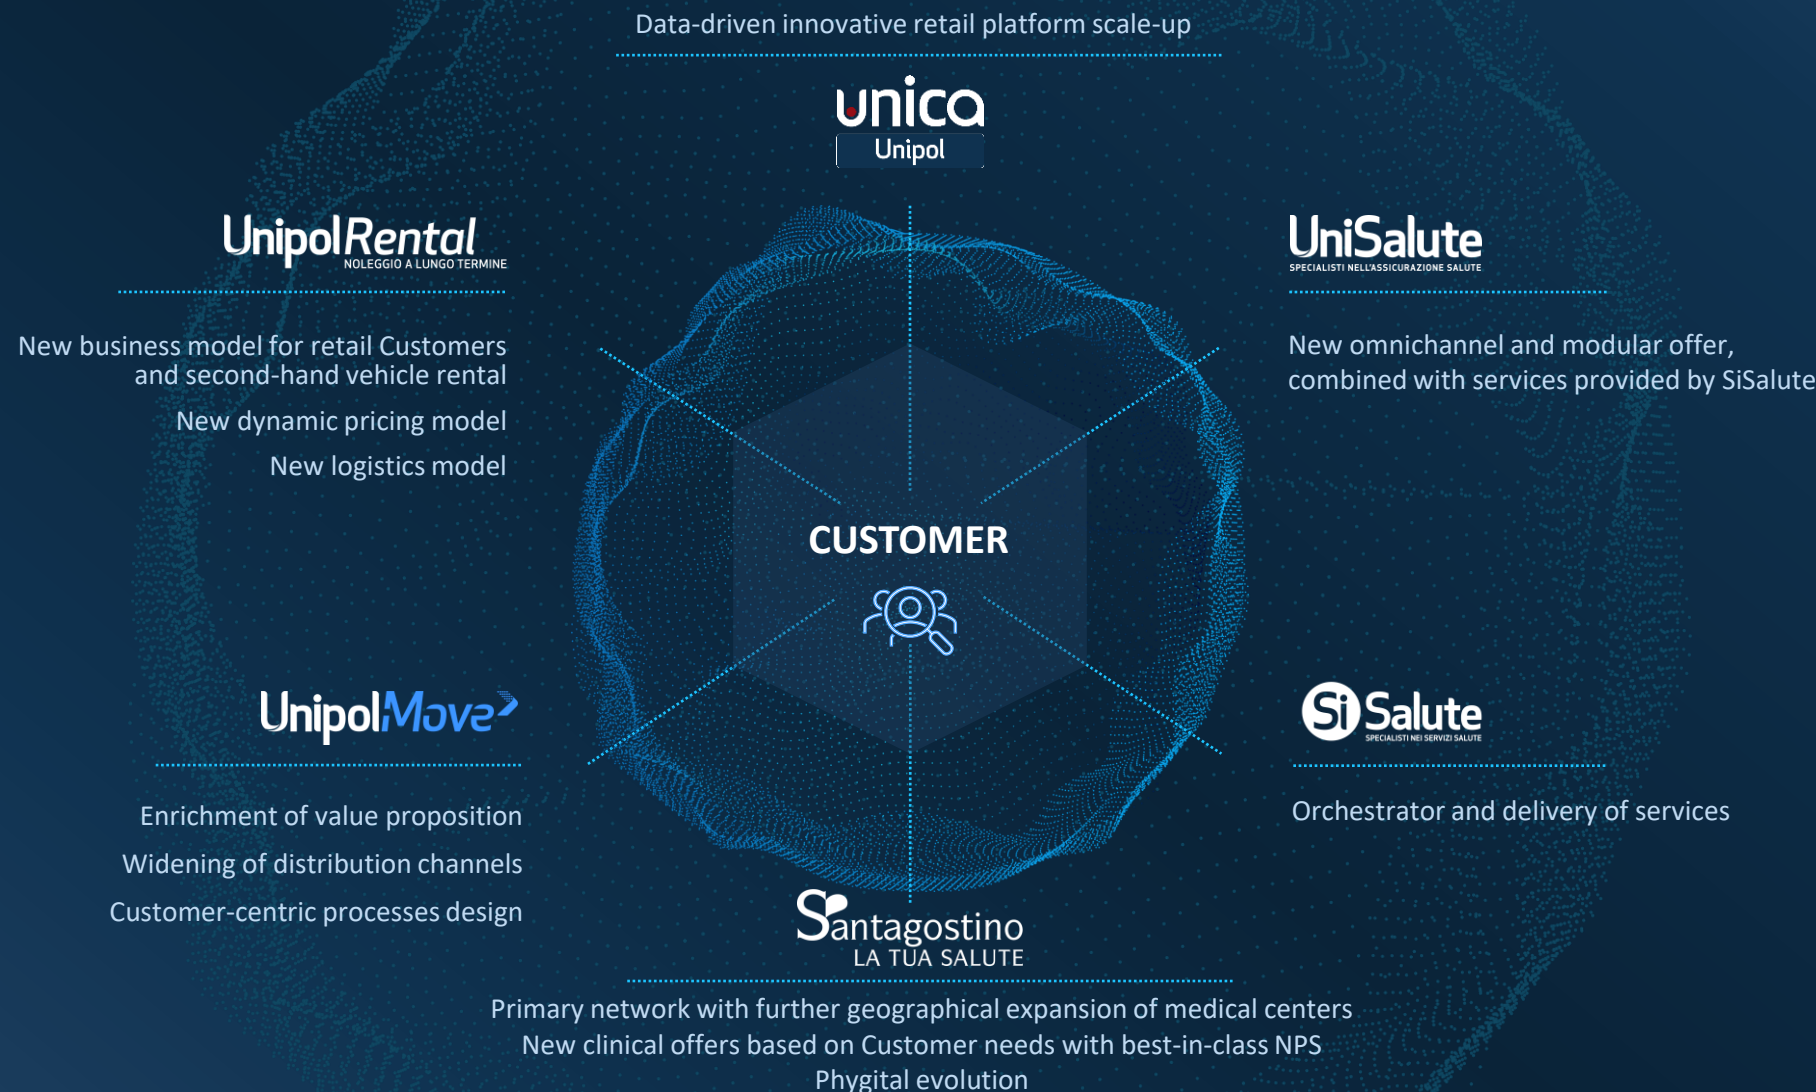 Data-driven innovative retail platform scale-up
unica
Unipol
UnipolRental
NOLEGGIO A LUNGO TERMINE
New business model for retail Customers
and second-hand vehicle rental
New dynamic pricing model
New logistics model
UniSalute
SPECIALISTI NELL'ASSICURAZIONE SALUTE
New omnichannel and modular offer,
combined with services provided by SiSalute
CUSTOMER
UnipolMove
Enrichment of value proposition
Widening of distribution channels
Customer-centric processes design
SiSalute
SPECIALISTI NEI SERVIZI SALUTE
Orchestrator and delivery of services
Santagostino
LA TUA SALUTE
Primary network with further geographical expansion of medical centers
New clinical offers based on Customer needs with best-in-class NPS
Phygital evolution